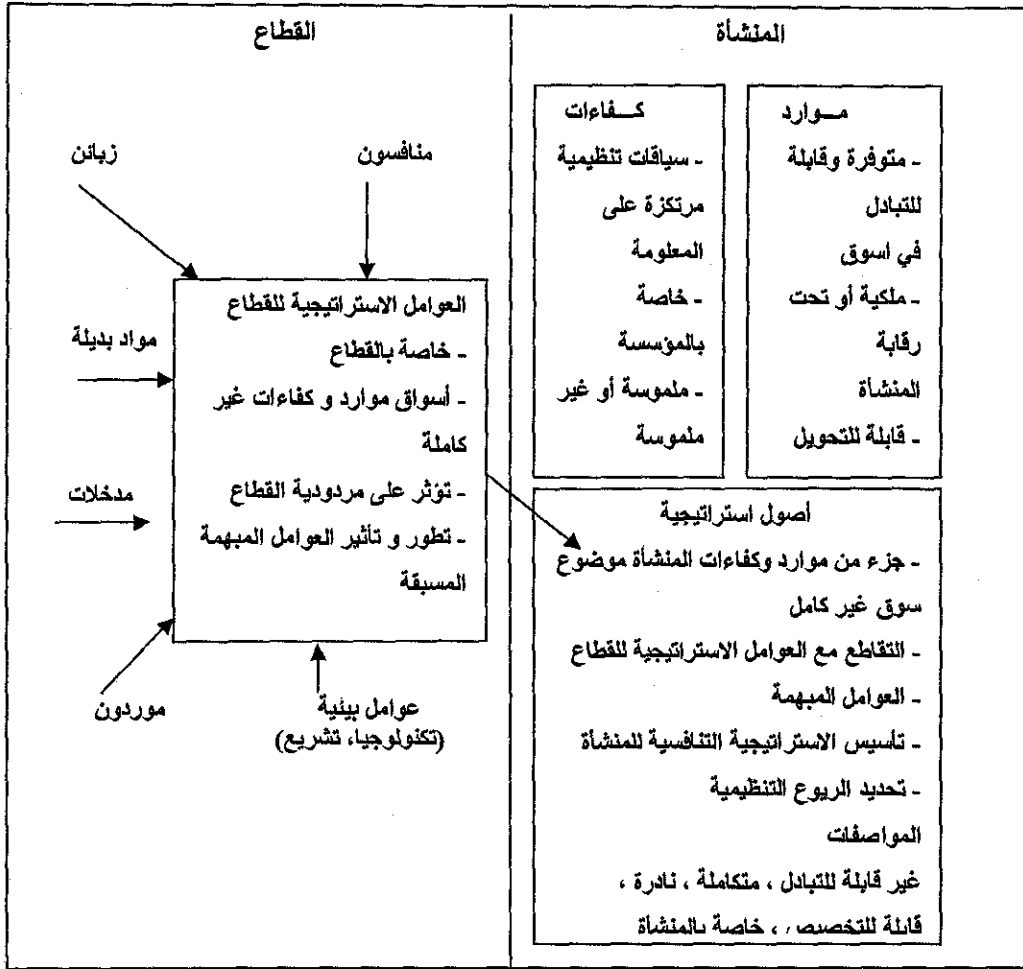 المنشأة
القطاع
مــوارد
- متوفرة وقابلة
للتبادل
في اسوق
- ملكية أو تحت
رقابة
المنشأة
- قابلة للتحويل
كــفاءات
- سياقات تنظيمية
مرتكزة على
المعلومة
- خاصة
بالمؤسسة
- ملموسة أو غير
ملموسة
أصول استراتيجية
- جزء من موارد وكفاءات المنشأة موضوع
سوق غير كامل
- التقاطع مع العوامل الاستراتيجية للقطاع
- العوامل المبهمة
- تأسيس الاستراتيجية التنافسية للمنشأة
- تحديد الريوع التنظيمية
المواصفات
غير قابلة للتبادل ، متكاملة ، نادرة ،
قابلة للتخصيص ، خاصة بالمنشأة
منافسون
زبائن
العوامل الاستراتيجية للقطاع
- خاصة بالقطاع
- أسواق موارد و كفاءات غير
كاملة
- تؤثر على مردودية القطاع
- تطور و تأثير العوامل المبهمة
المسبقة
مواد بديلة
مدخلات
موردون
عوامل بيئية
(تكنولوجيا، تشريع)